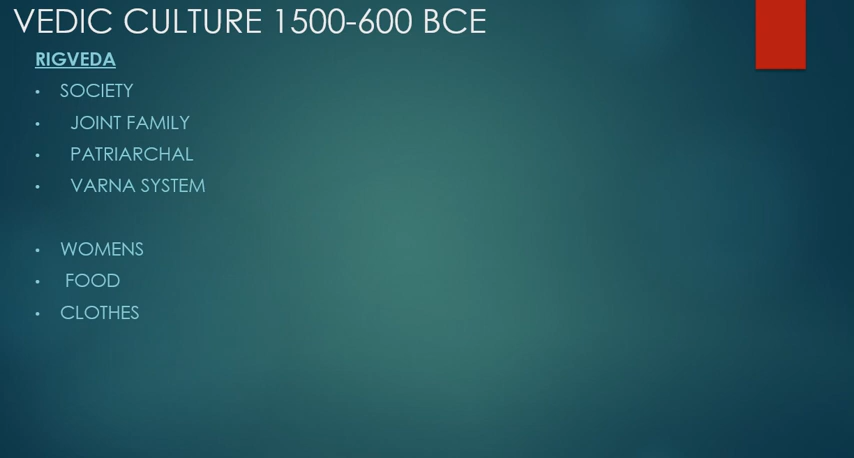 VEDIC CULTURE 1500-600 BCE
RIGVEDA
• SOCIETY
• JOINT FAMILY
• PATRIARCHAL
• VARNA SYSTEM
• WOMENS
• FOOD
• CLOTHES